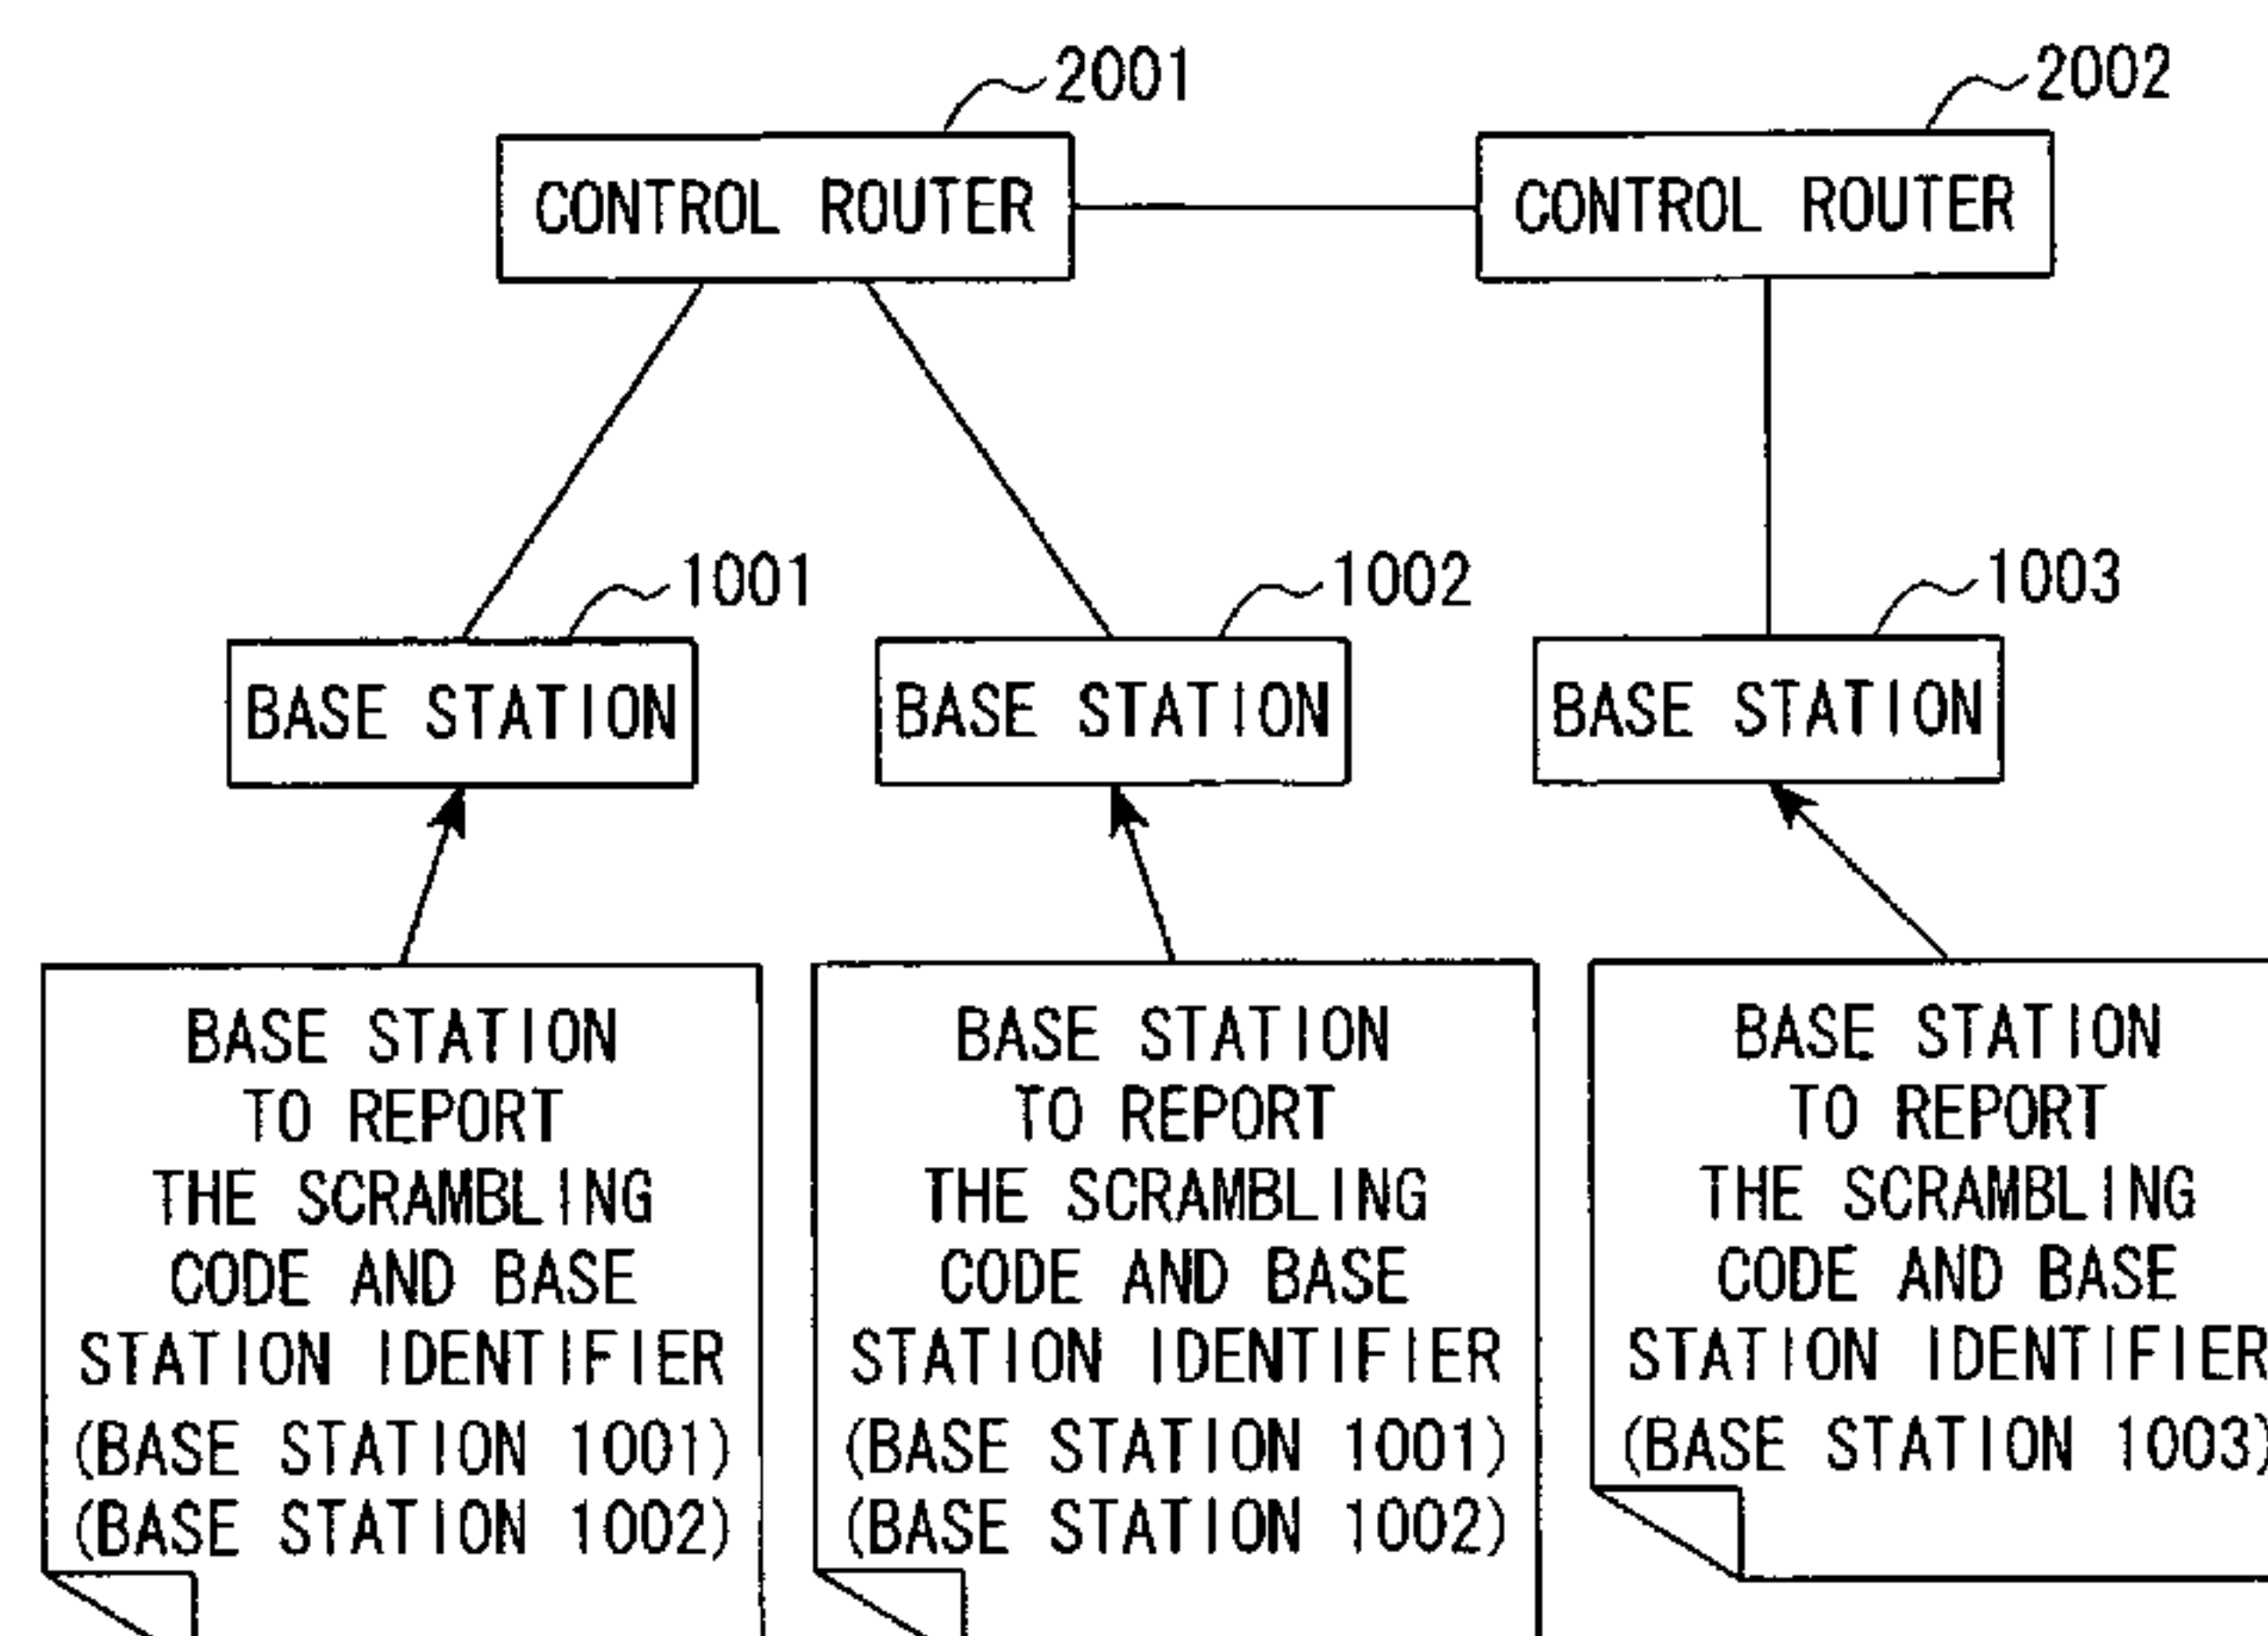 2001
2002
CONTROL ROUTER
CONTROL ROUTER
1001
1002
1003
BASE STATION
BASE STATION
BASE STATION
BASE STATION
TO REPORT
THE SCRAMBLING
CODE AND BASE
STATION IDENTIFIER
(BASE STATION 1001)
(BASE STATION 1002)
BASE STATION
TO REPORT
THE SCRAMBLING
CODE AND BASE
STATION IDENTIFIER
(BASE STATION 1001)
(BASE STATION 1002)
BASE STATION
TO REPORT
THE SCRAMBLING
CODE AND BASE
STATION IDENTIFIER
(BASE STATION 1003)